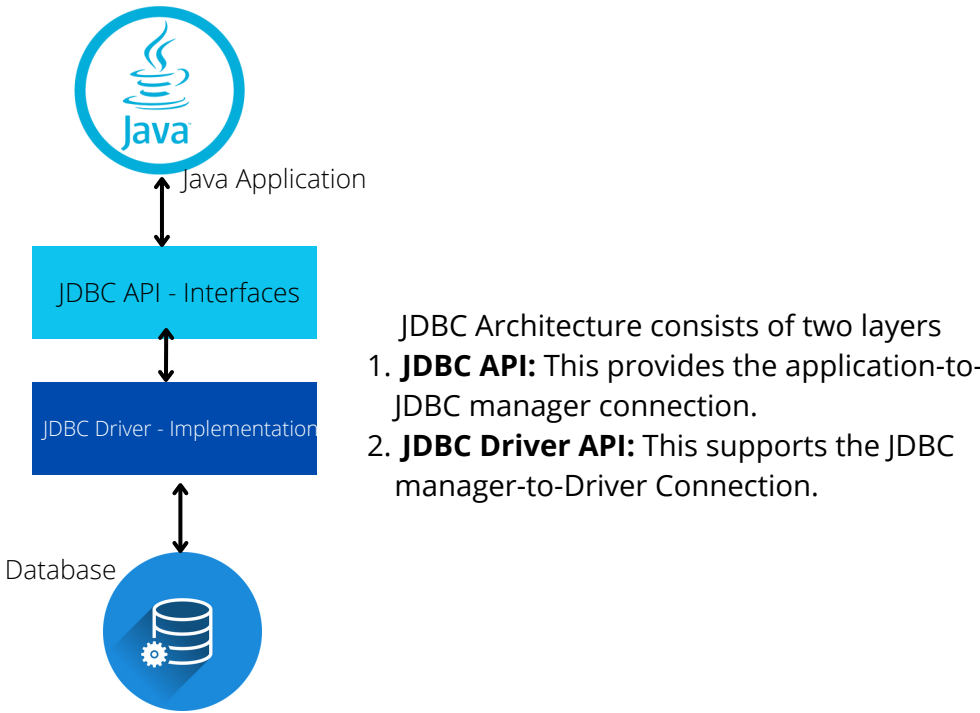 Java
Java Application
JDBC API - Interfaces
JDBC Driver - Implementation
Database
JDBC Architecture consists of two layers
1. JDBC API: This provides the application-to-
JDBC manager connection.
2. JDBC Driver API: This supports the JDBC
manager-to-Driver Connection.